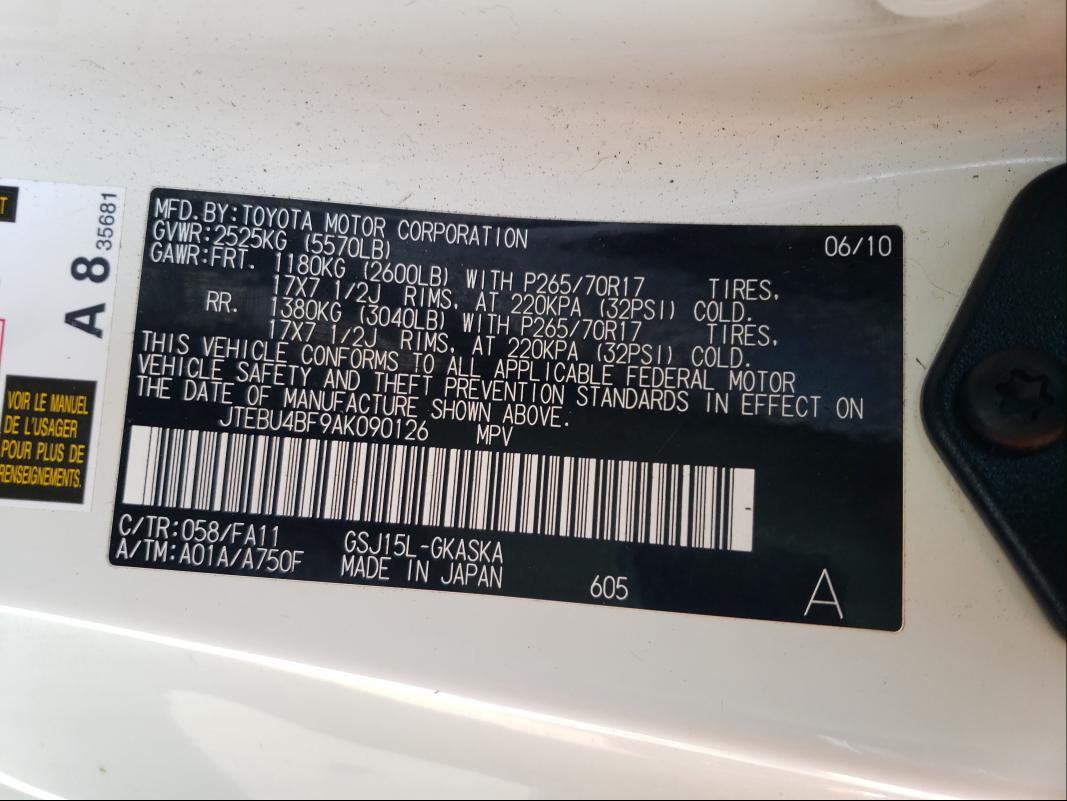 T
A 8 35681
VOIR LE MANUEL
DE L'USAGER
POUR PLUS DE
RENSEIGNEMENTS.
MFD.BY:TOYOTA MOTOR CORPORATION 06/10
GVWR:2525KG (5570LB)
GAWR:FRT. 1180KG (2600LB) WITH P265/70R17 TIRES,
17X7 1/2J RIMS, AT 220KPA (32PSI) COLD.
RR. 1380KG (3040LB) WITH P265/70R17 TIRES,
17X7 1/2J RIMS, AT 220KPA (32PSI) COLD.
THIS VEHICLE CONFORMS TO ALL APPLICABLE FEDERAL MOTOR
VEHICLE SAFETY AND THEFT PREVENTION STANDARDS IN EFFECT ON
THE DATE OF MANUFACTURE SHOWN ABOVE.
JTEBU4BF9AK090126 MPV
C/TR:058/FA11 GSJ15L-GKASKA
A/TM:A01A/A750F MADE IN JAPAN 605 A